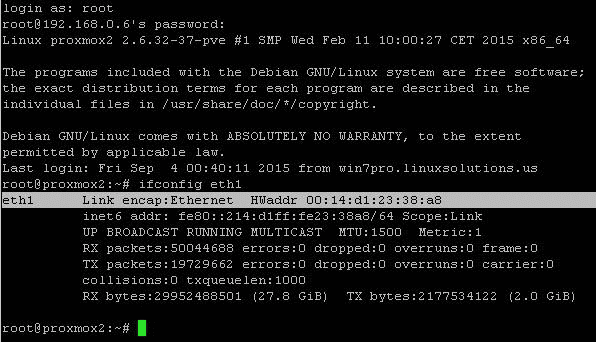 login as: root
root@192.168.0.6's password:
Linux proxmox2 2.6.32-37-pve #1 SMP Wed Feb 11 10:00:27 CET 2015 x86_64
The programs included with the Debian GNU/Linux system are free software;
the exact distribution terms for each program are described in the
individual files in /usr/share/doc/*/copyright.
Debian GNU/Linux comes with ABSOLUTELY NO WARRANTY, to the extent
permitted by applicable law.
Last login: Fri Sep  4 00:40:11 2015 from win7pro.linuxsolutions.us
root@proxmox2:~# ifconfig eth1
eth1      Link encap:Ethernet  HWaddr 00:14:d1:23:38:a8
          inet6 addr: fe80::214:d1ff:fe23:38a8/64 Scope:Link
          UP BROADCAST RUNNING MULTICAST  MTU:1500  Metric:1
          RX packets:50044688 errors:0 dropped:0 overruns:0 frame:0
          TX packets:19729662 errors:0 dropped:0 overruns:0 carrier:0
          collisions:0 txqueuelen:1000
          RX bytes:29952488501 (27.8 GiB)  TX bytes:2177534122 (2.0 GiB)
root@proxmox2:~#